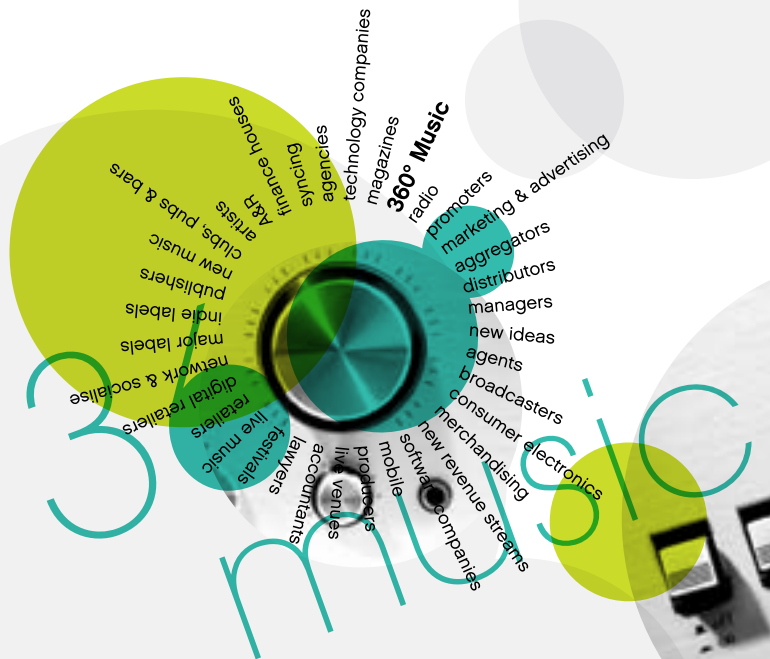 360° Music
radio
promoters
marketing & advertising
aggregators
distributors
managers
new ideas
agents
broadcasters
consumer electronics
merchandising
new revenue streams
software companies
mobile
producers
live venues
accountants
lawyers
festivals
live music
retailers
digital retailers
network & socialise
major labels
indie labels
publishers
new music
clubs, pubs & bars
artists
A&R
finance houses
syncing
agencies
technology companies
magazines
music